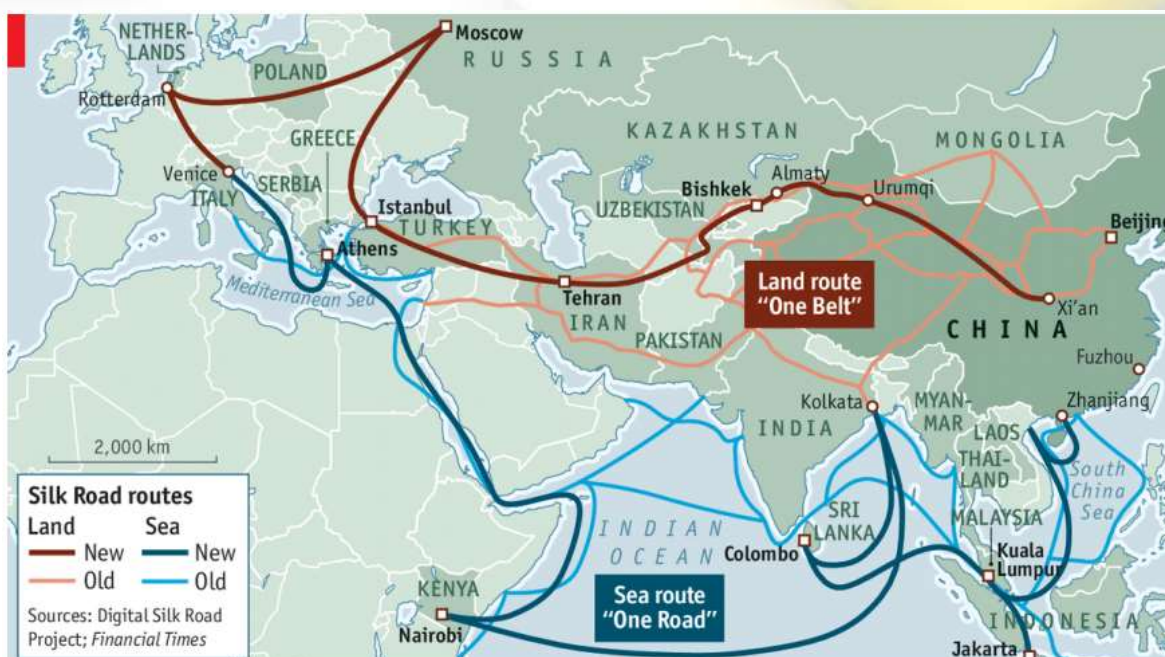 NETHER-
LANDS
Moscow
RUSSIA
POLAND
Rotterdam
GREECE
KAZAKHSTAN
MONGOLIA
Venice
ITALY
SERBIA
Almaty
Bishkek
Urumqi
UZBEKISTAN
Istanbul
TURKEY
Beijing
Athens
Mediterranean Sea
Tehran
IRAN
Land route
"One Belt"
Xi'an
CHINA
PAKISTAN
Fuzhou
Kolkata
MYAN-
MAR
Zhanjiang
INDIA
LAOS
THAI-
LAND
South
China
Sea
2,000 km
Silk Road routes
Land Sea
New New
Old Old
Sources: Digital Silk Road
Project; Financial Times
INDIAN
OCEAN
SRI
LANKA
Colombo
MALAYSIA
Kuala
Lumpur
KENYA
Nairobi
Sea route
"One Road"
INDONESIA
Jakarta